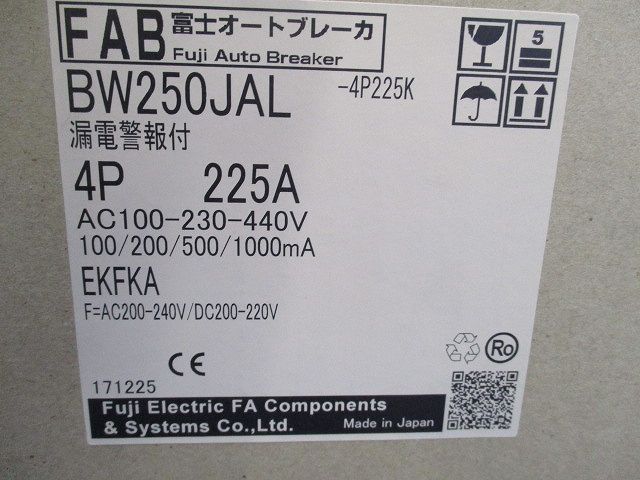 FAB 富士オートブレーカ
Fuji Auto Breaker
BW250JAL -4P225K
漏電警報付
4P 225A
AC100-230-440V
100/200/500/1000mA
EKFKA
F=AC200-240V/DC200-220V
CE
171225
Fuji Electric FA Components
& Systems Co.,Ltd. Made in Japan
5
Ro